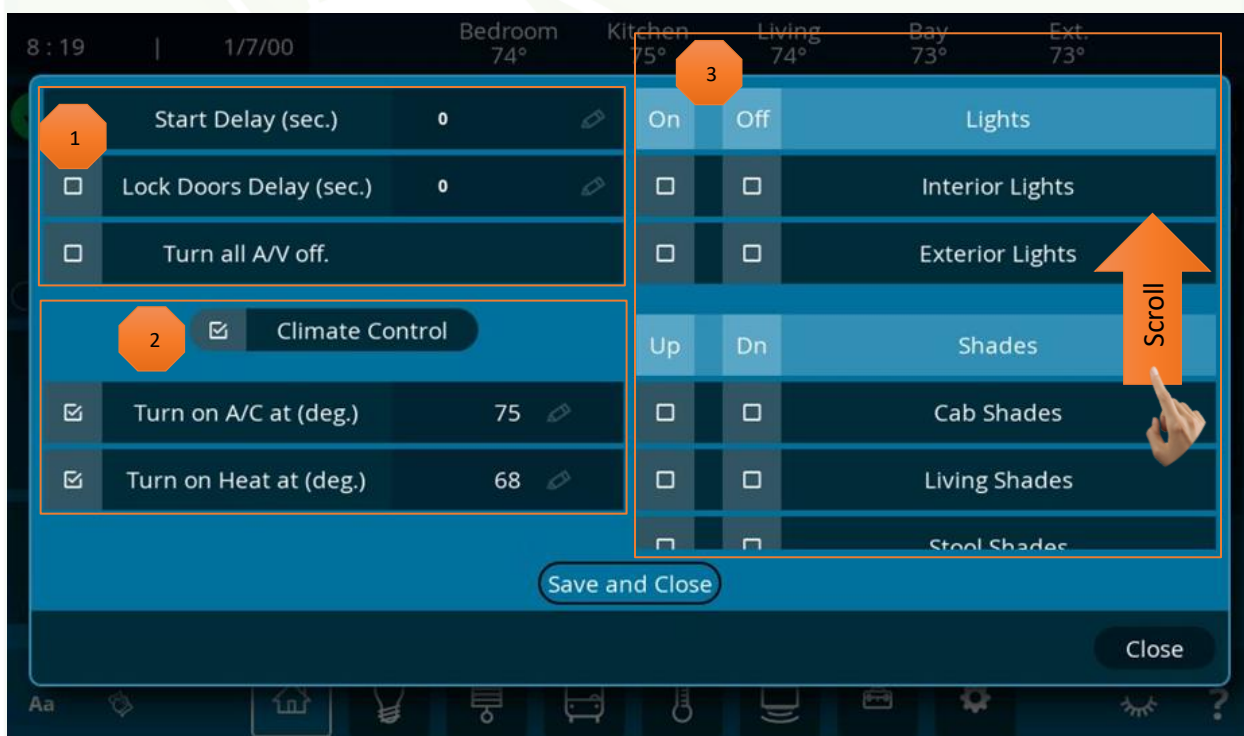 8 : 19 | 1/7/00
Bedroom Kitchen Living Bay Ext.
74° 75° 74° 73° 73°
1
Start Delay (sec.) 0
Lock Doors Delay (sec.) 0
Turn all A/V off.
2
Climate Control
Turn on A/C at (deg.) 75
Turn on Heat at (deg.) 68
3
On Off Lights
Interior Lights
Exterior Lights
Up Dn Shades
Cab Shades
Living Shades
Stool Shades
Scroll
Save and Close
Close
Aa ?